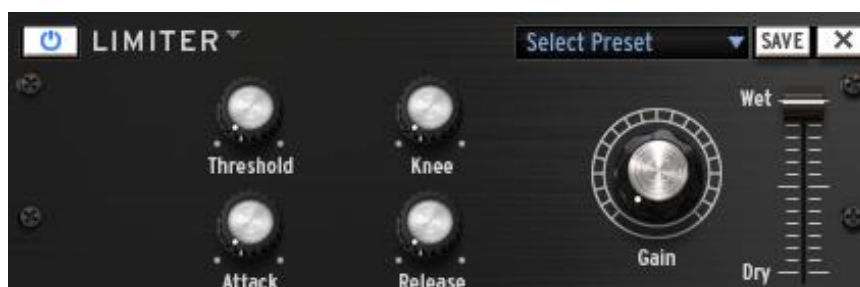 LIMITER
Select Preset
SAVE
Wet
Threshold
Knee
Gain
Dry
Attack
Release